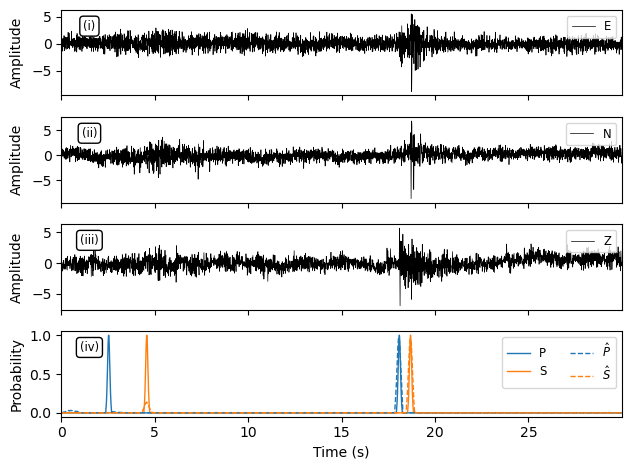 Amplitude
5
0
−5
(i)
E
Amplitude
5
0
−5
(ii)
N
Amplitude
5
0
−5
(iii)
Z
Probability
1.0
0.5
0.0
(iv)
P
S
P̂
Ŝ
0 5 10 15 20 25
Time (s)